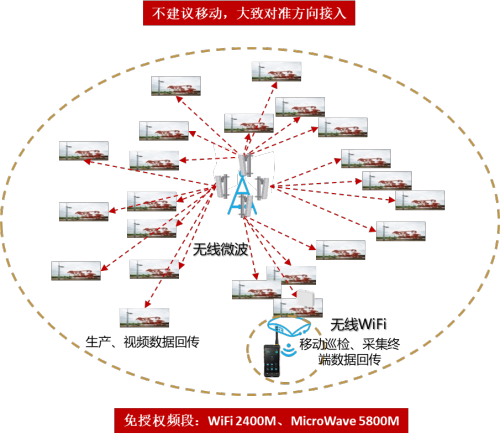 不建议移动，大致对准方向接入
无线微波
生产、视频数据回传
无线WiFi
移动巡检、采集终
端数据回传
免授权频段：WiFi 2400M、MicroWave 5800M